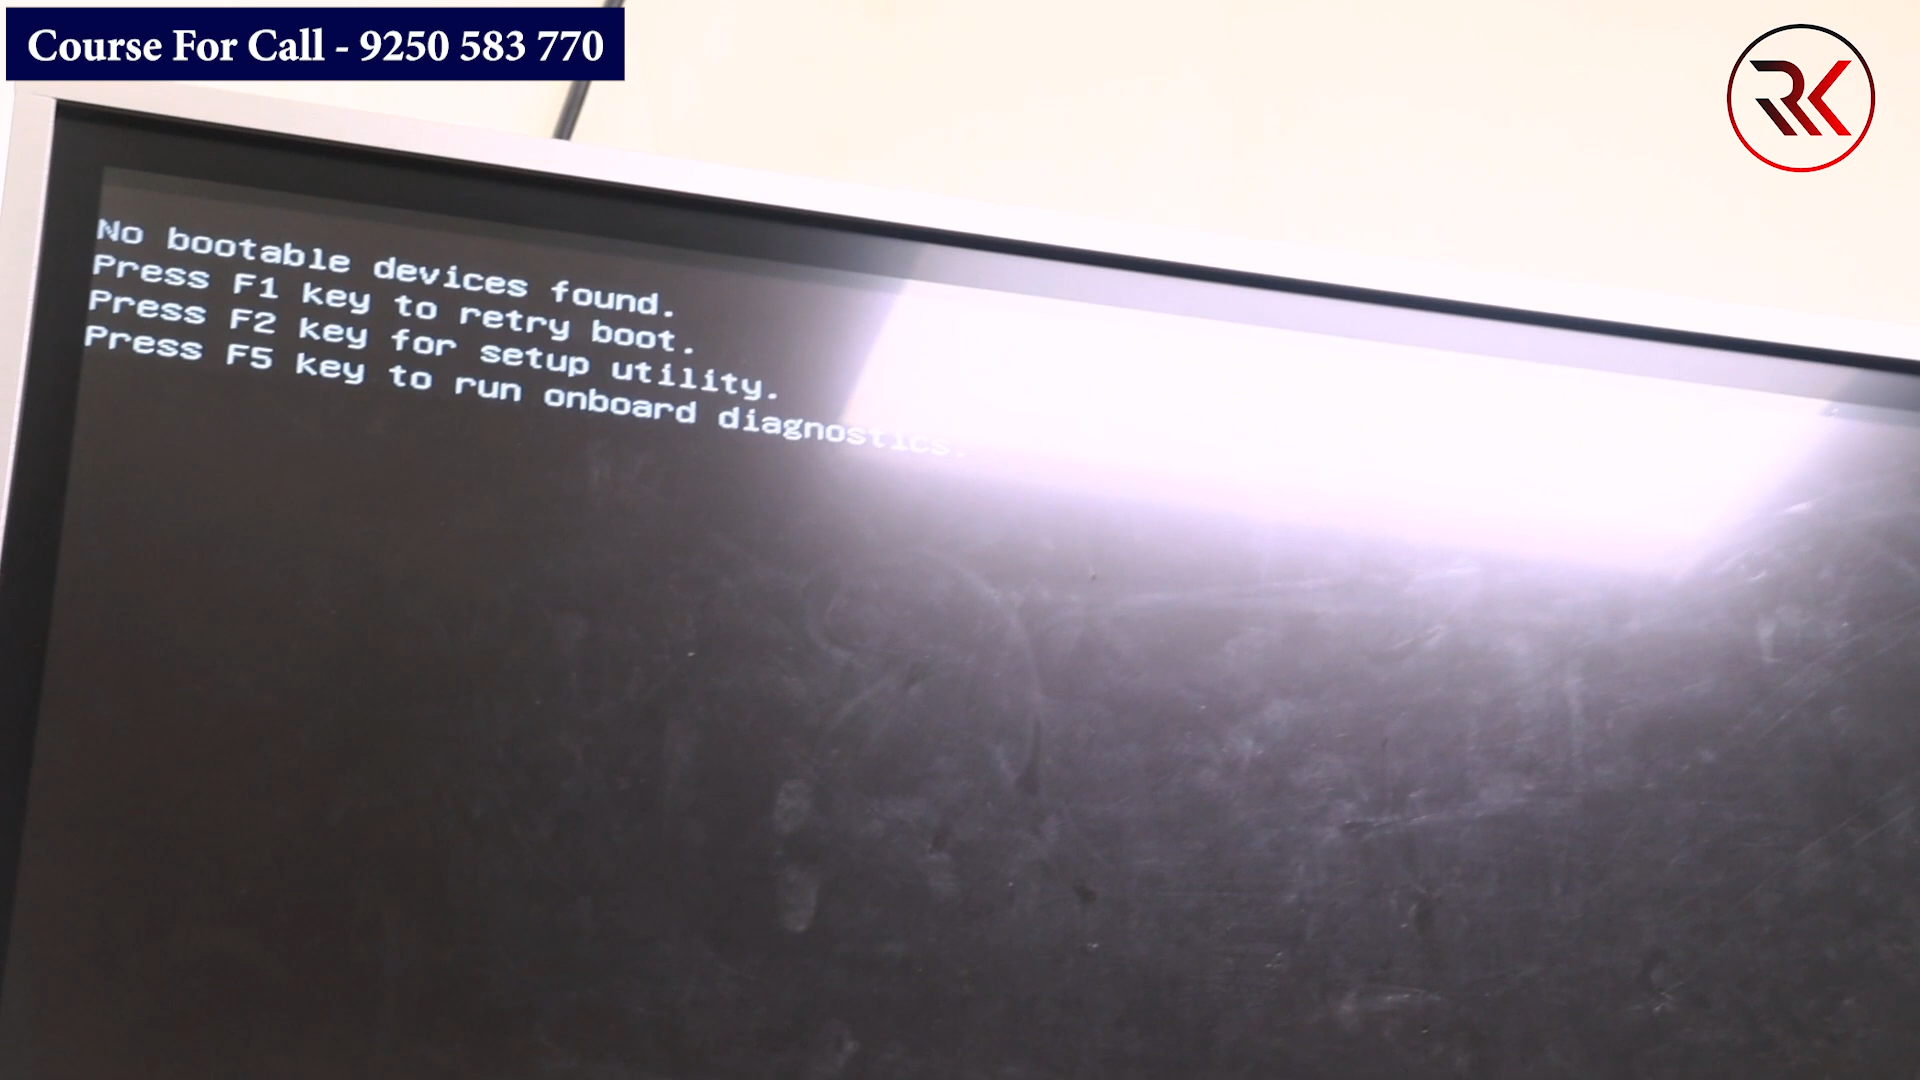 Course For Call - 9250 583 770
RK
No bootable devices found.
Press F1 key to retry boot.
Press F2 key for setup utility.
Press F5 key to run onboard diagnostics.